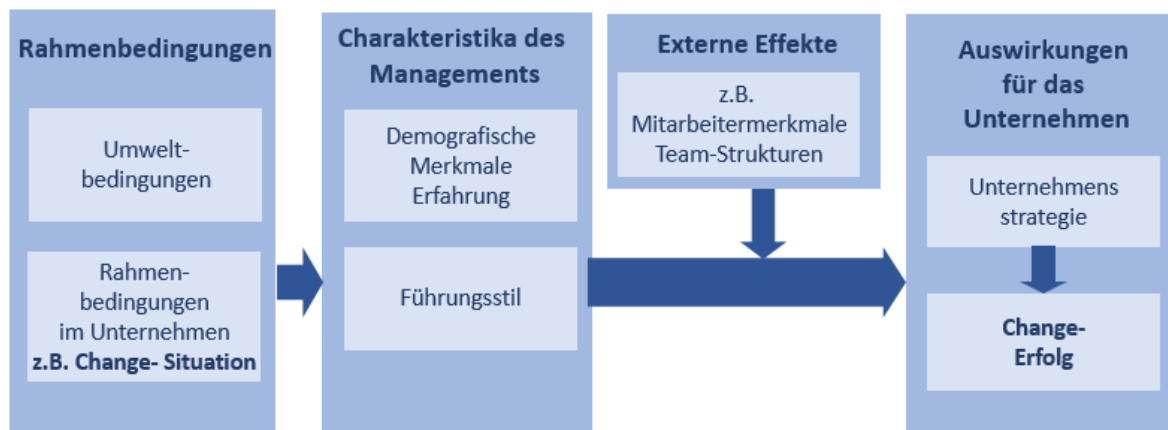 Rahmenbedingungen
Umwelt-
bedingungen
Rahmen-
bedingungen
im Unternehmen
z.B. Change- Situation
Charakteristika des
Managements
Demografische
Merkmale
Erfahrung
Führungsstil
Externe Effekte
z.B.
Mitarbeitermerkmale
Team-Strukturen
Auswirkungen
für das
Unternehmen
Unternehmens
strategie
Change-
Erfolg